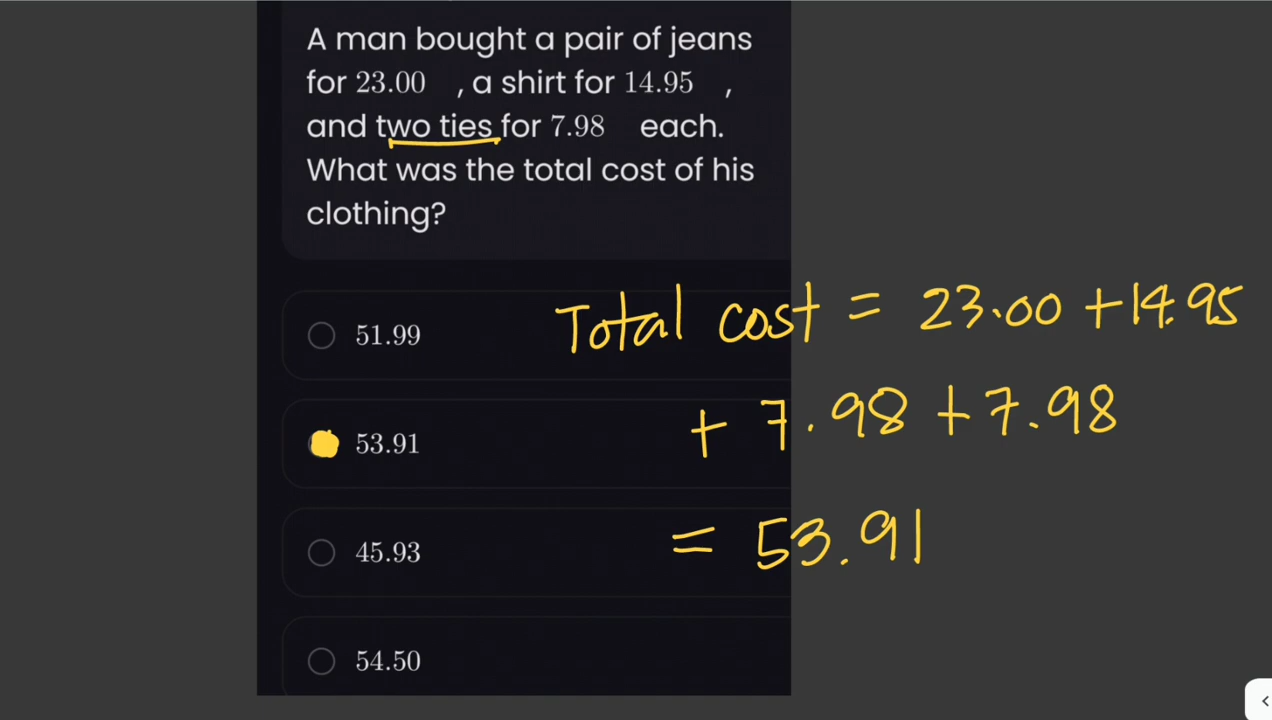 A man bought a pair of jeans
for 23.00 , a shirt for 14.95 ,
and two ties for 7.98 each.
What was the total cost of his
clothing?
51.99
Total cost = 23.00 + 14.95
+ 7.98 + 7.98
53.91
= 53.91
45.93
54.50